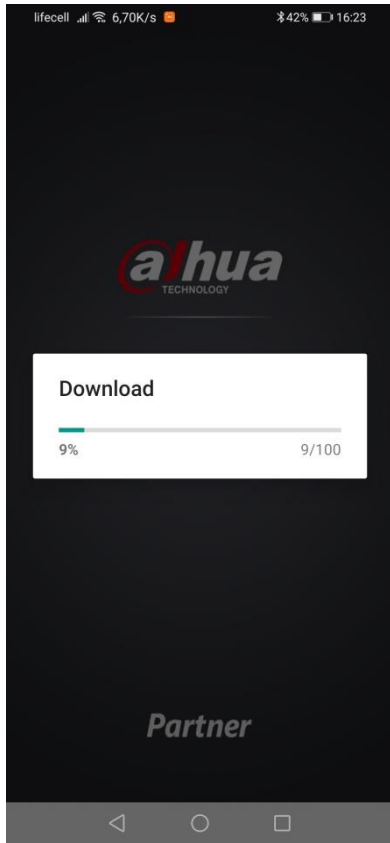 lifecell 6,70K/s 42% 16:23
alhua
TECHNOLOGY
Download
9% 9/100
Partner